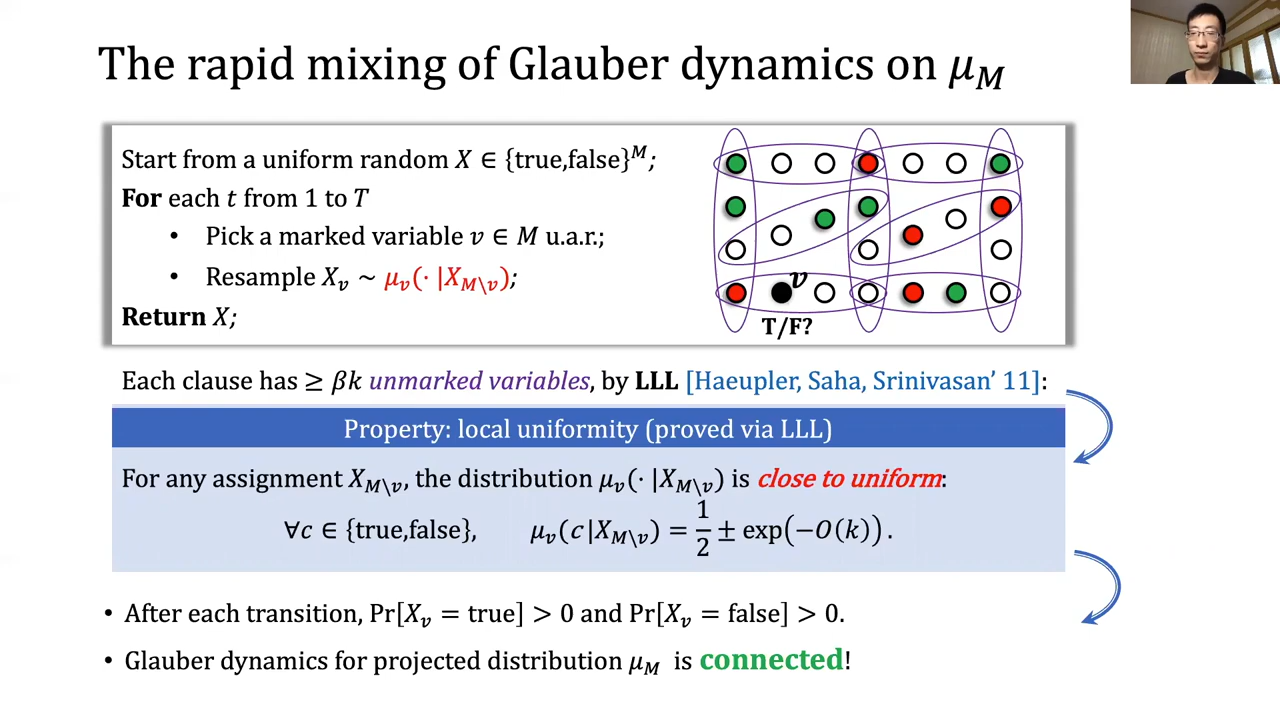 The rapid mixing of Glauber dynamics on μ_M
Start from a uniform random X ∈ {true,false}^M;
For each t from 1 to T
• Pick a marked variable v ∈ M u.a.r.;
• Resample X_v ~ μ_v(· |X_{M\v});
Return X;
v
T/F?
Each clause has ≥ βk unmarked variables, by LLL [Haeupler, Saha, Srinivasan’ 11]:
Property: local uniformity (proved via LLL)
For any assignment X_{M\v}, the distribution μ_v(· |X_{M\v}) is close to uniform:
∀c ∈ {true,false}, μ_v(c|X_{M\v}) = 1/2 ± exp(−O(k)).
• After each transition, Pr[X_v = true] > 0 and Pr[X_v = false] > 0.
• Glauber dynamics for projected distribution μ_M is connected!